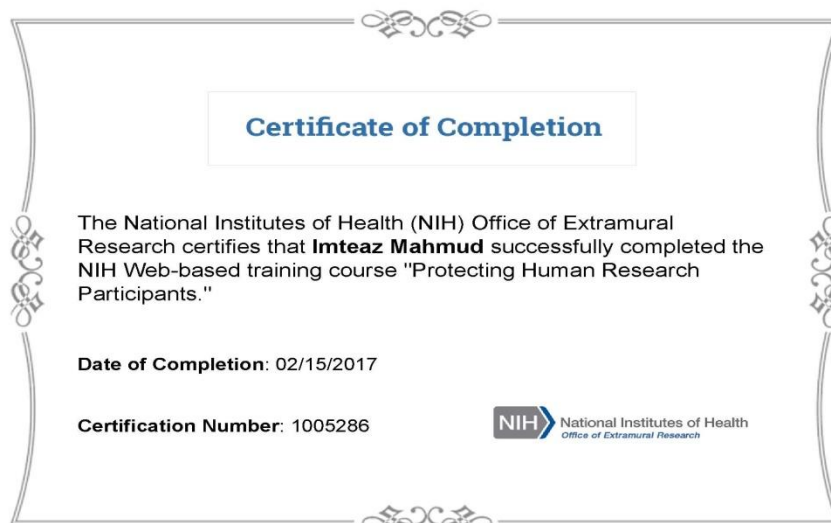 Certificate of Completion
The National Institutes of Health (NIH) Office of Extramural
Research certifies that Imteaz Mahmud successfully completed the
NIH Web-based training course "Protecting Human Research
Participants."
Date of Completion: 02/15/2017
Certification Number: 1005286
NIH National Institutes of Health
Office of Extramural Research